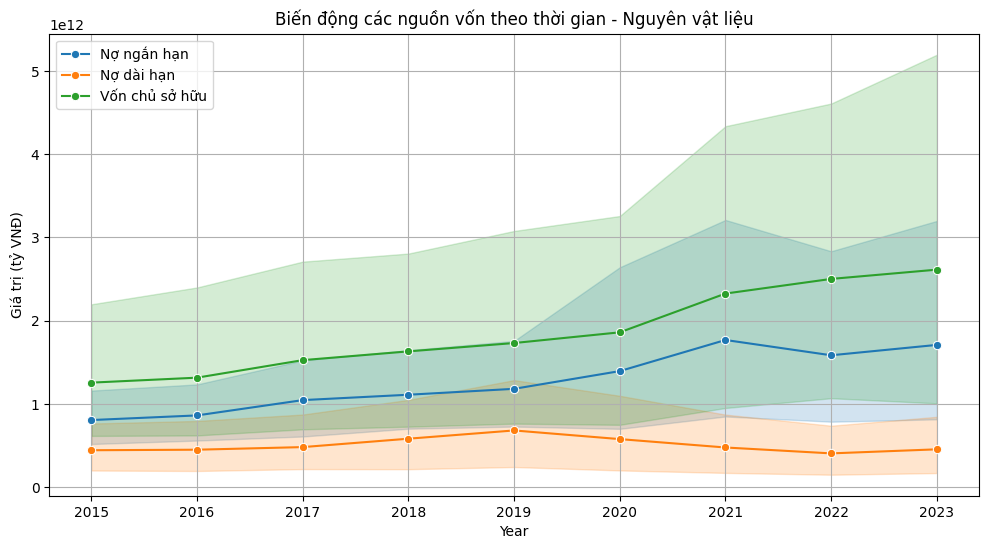 Biến động các nguồn vốn theo thời gian - Nguyên vật liệu
1e12
Nợ ngắn hạn
Nợ dài hạn
Vốn chủ sở hữu
Giá trị (tỷ VNĐ)
5
4
3
2
1
0
2015 2016 2017 2018 2019 2020 2021 2022 2023
Year